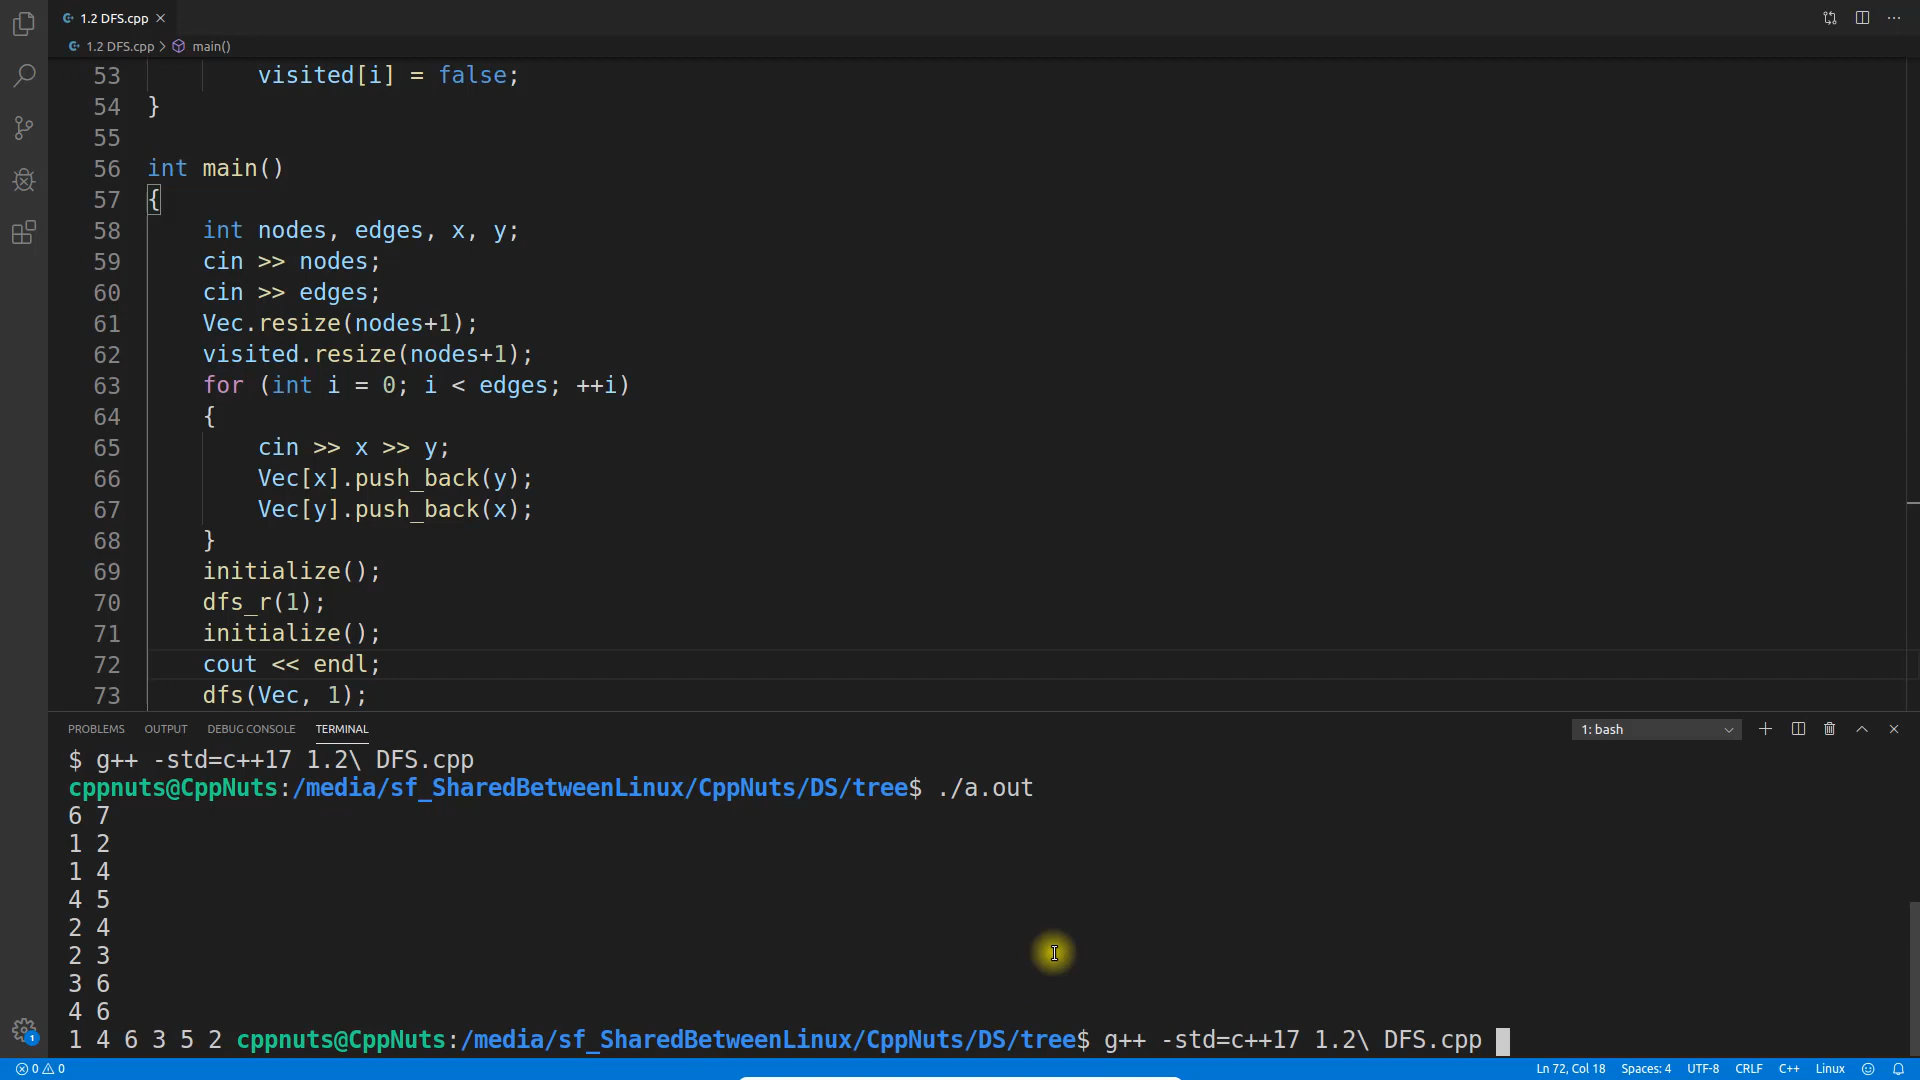 1.2 DFS.cpp
1.2 DFS.cpp > main()
53 visited[i] = false;
54 }
55
56 int main()
57 {
58 int nodes, edges, x, y;
59 cin >> nodes;
60 cin >> edges;
61 Vec.resize(nodes+1);
62 visited.resize(nodes+1);
63 for (int i = 0; i < edges; ++i)
64 {
65 cin >> x >> y;
66 Vec[x].push_back(y);
67 Vec[y].push_back(x);
68 }
69 initialize();
70 dfs_r(1);
71 initialize();
72 cout << endl;
73 dfs(Vec, 1);
PROBLEMS OUTPUT DEBUG CONSOLE TERMINAL 1: bash
$ g++ -std=c++17 1.2\ DFS.cpp
cppnuts@CppNuts:/media/sf_SharedBetweenLinux/CppNuts/DS/tree$ ./a.out
6 7
1 2
1 4
4 5
2 4
2 3
3 6
4 6
1 4 6 3 5 2 cppnuts@CppNuts:/media/sf_SharedBetweenLinux/CppNuts/DS/tree$ g++ -std=c++17 1.2\ DFS.cpp
1
0 0 Ln 72, Col 18 Spaces: 4 UTF-8 CRLF C++ Linux